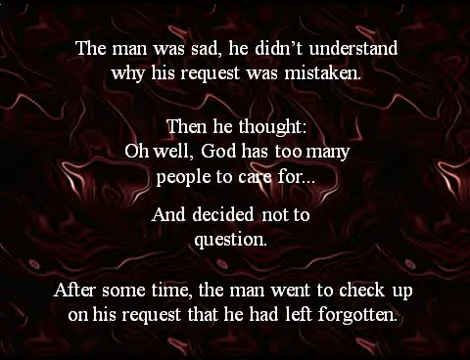 The man was sad, he didn’t understand
why his request was mistaken.
Then he thought:
Oh well, God has too many
people to care for...
And decided not to
question.
After some time, the man went to check up
on his request that he had left forgotten.